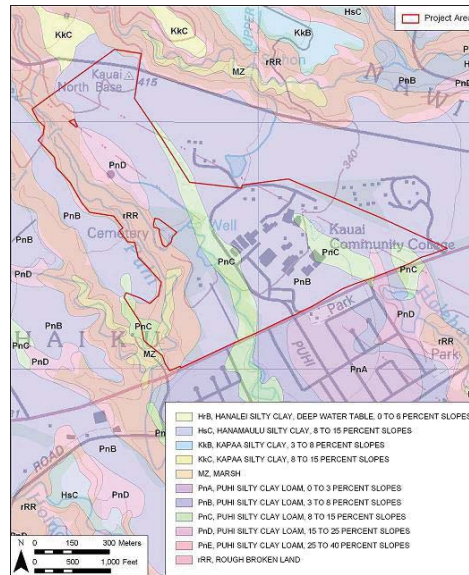 HsC
KkC
KkB
Project Area
Kauai
North Base
415
MZ
rRR
PnB
PnD
340
PnD
PnB
rRR
Cemetery
Well
PnC
Kauai
Community College
PnC
PnB
PnC
PnB
PnD
Park
PnD
PnC
PUHI
rRR
Park
PnB
HAIKU
PnC
MZ
PnA
PnD
ROAD
PnB
HsC
rRR
HrB, HANALEI SILTY CLAY, DEEP WATER TABLE, 0 TO 6 PERCENT SLOPES
HsC, HANAMAULU SILTY CLAY, 8 TO 15 PERCENT SLOPES
KkB, KAPAA SILTY CLAY, 3 TO 8 PERCENT SLOPES
KkC, KAPAA SILTY CLAY, 8 TO 15 PERCENT SLOPES
MZ, MARSH
PnA, PUHI SILTY CLAY LOAM, 0 TO 3 PERCENT SLOPES
PnB, PUHI SILTY CLAY LOAM, 3 TO 8 PERCENT SLOPES
PnC, PUHI SILTY CLAY LOAM, 8 TO 15 PERCENT SLOPES
PnD, PUHI SILTY CLAY LOAM, 15 TO 25 PERCENT SLOPES
PnE, PUHI SILTY CLAY LOAM, 25 TO 40 PERCENT SLOPES
rRR, ROUGH BROKEN LAND
N
0 150 300 Meters
0 500 1,000 Feet